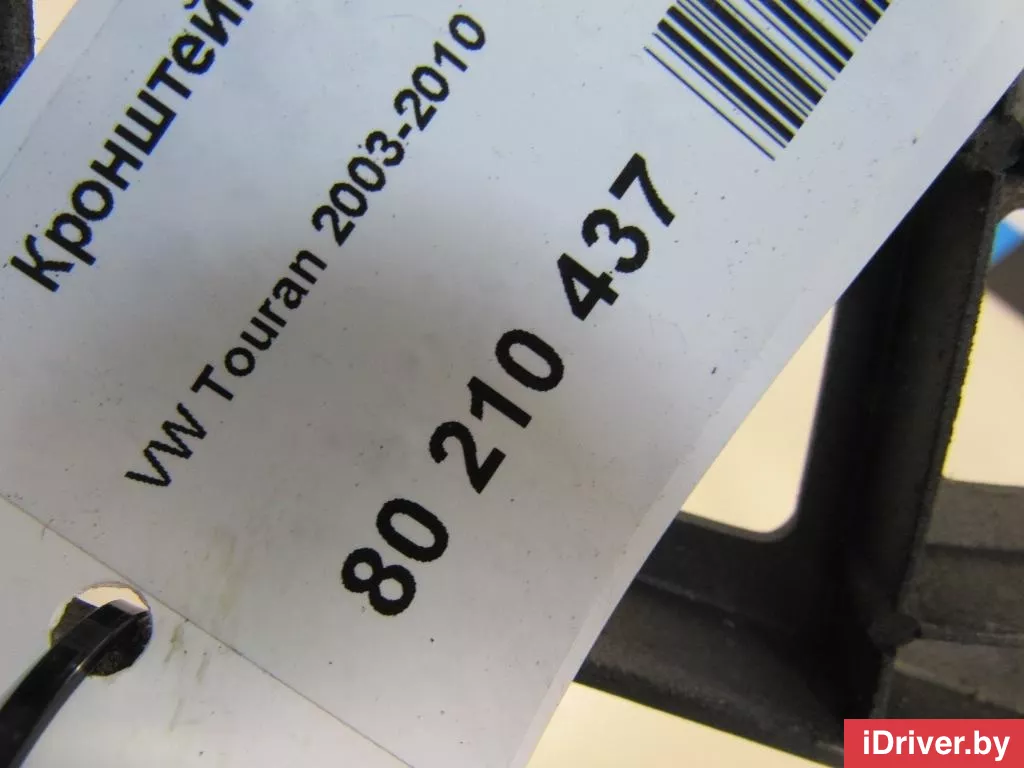 Кронштейн
VW Touran 2003-2010
80 210 437
iDriver.by